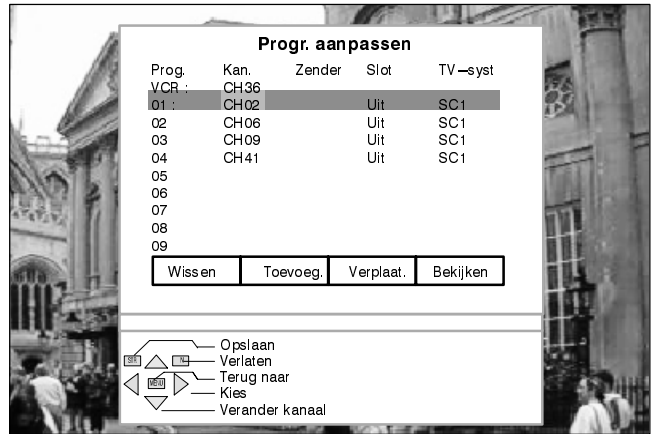 Progr. aanpassen
Prog. Kan. Zender Slot TV-syst
VCR : CH36
01 : CH02 Uit SC1
02 CH06 Uit SC1
03 CH09 Uit SC1
04 CH41 Uit SC1
05
06
07
08
09
Wissen Toevoeg. Verplaat. Bekijken
Opslaan
STR N Verlaten
MENU Terug naar
Kies
Verander kanaal